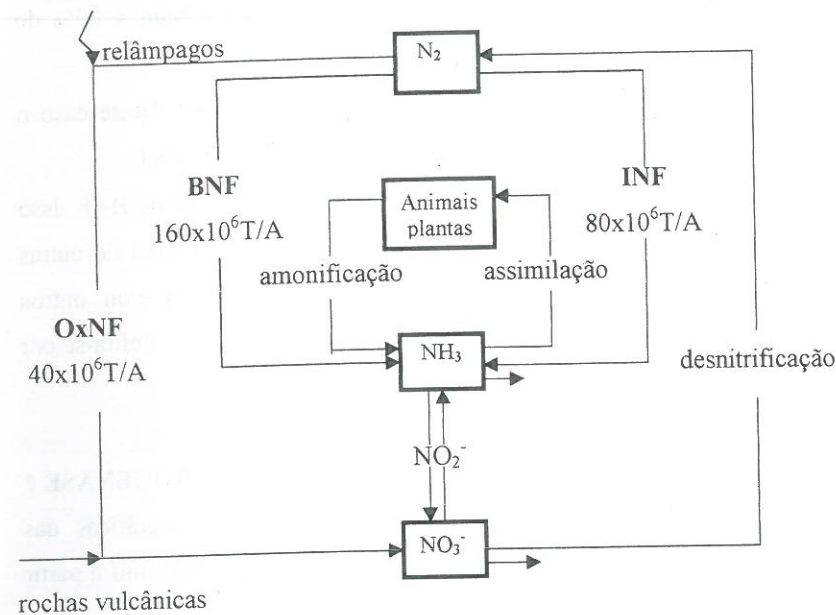 relâmpagos
N₂
BNF
160x10⁶T/A
Animais
plantas
INF
80x10⁶T/A
amonificação
assimilação
OxNF
40x10⁶T/A
NH₃
desnitrificação
NO₂⁻
NO₃⁻
rochas vulcânicas